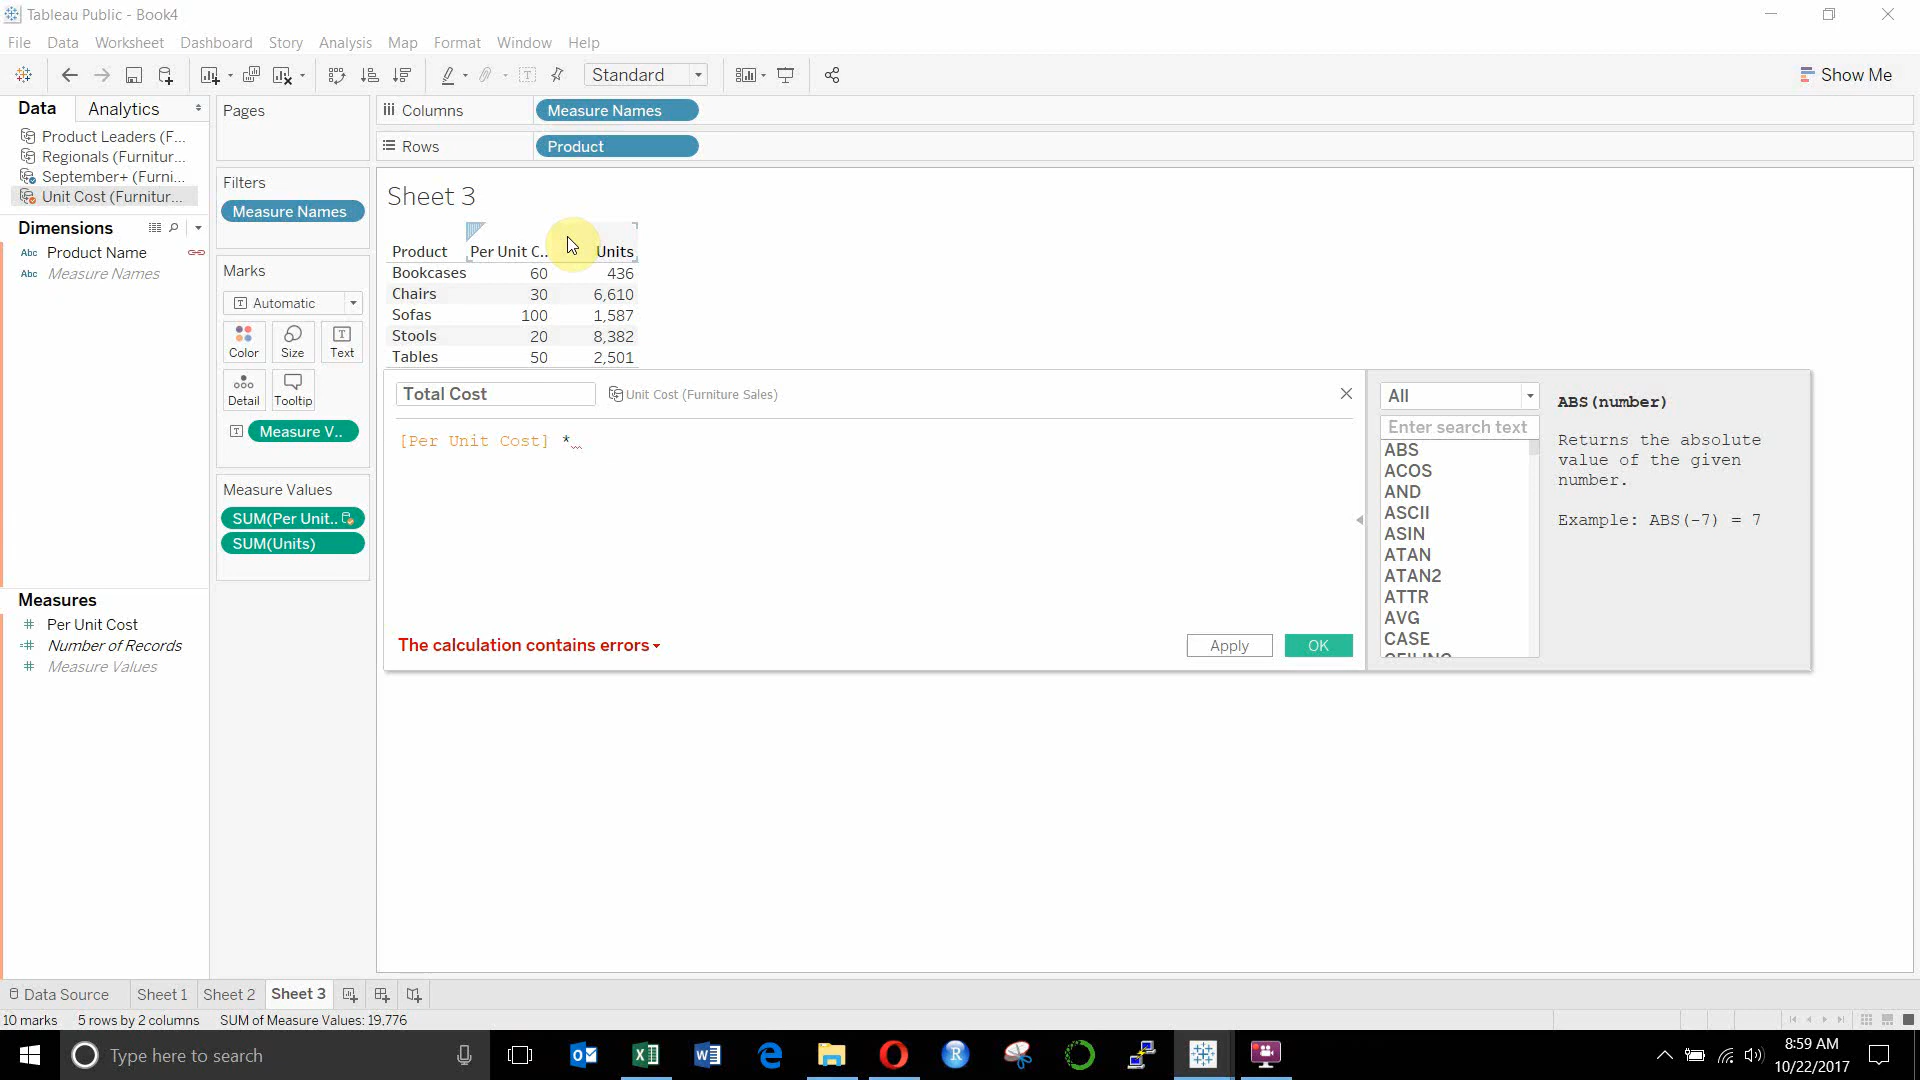 Tableau Public - Book4
File Data Worksheet Dashboard Story Analysis Map Format Window Help
Standard
Show Me
Data Analytics
Product Leaders (F...
Regionals (Furnitur...
September+ (Furni...
Unit Cost (Furnitur...
Dimensions
Abc Product Name
Abc Measure Names
Measures
Per Unit Cost
Number of Records
Measure Values
Pages
Filters
Measure Names
Marks
Automatic
Color Size Text
Detail Tooltip
Measure V..
Measure Values
SUM(Per Unit..
SUM(Units)
Columns Measure Names
Rows Product
Sheet 3
Product Per Unit C.. Units
Bookcases 60 436
Chairs 30 6,610
Sofas 100 1,587
Stools 20 8,382
Tables 50 2,501
Total Cost Unit Cost (Furniture Sales)
[Per Unit Cost] *
The calculation contains errors
Apply OK
All
Enter search text
ABS
ACOS
AND
ASCII
ASIN
ATAN
ATAN2
ATTR
AVG
CASE
CEILING
ABS(number)
Returns the absolute
value of the given
number.
Example: ABS(-7) = 7
Data Source Sheet 1 Sheet 2 Sheet 3
10 marks 5 rows by 2 columns SUM of Measure Values: 19,776
Type here to search
8:59 AM
10/22/2017